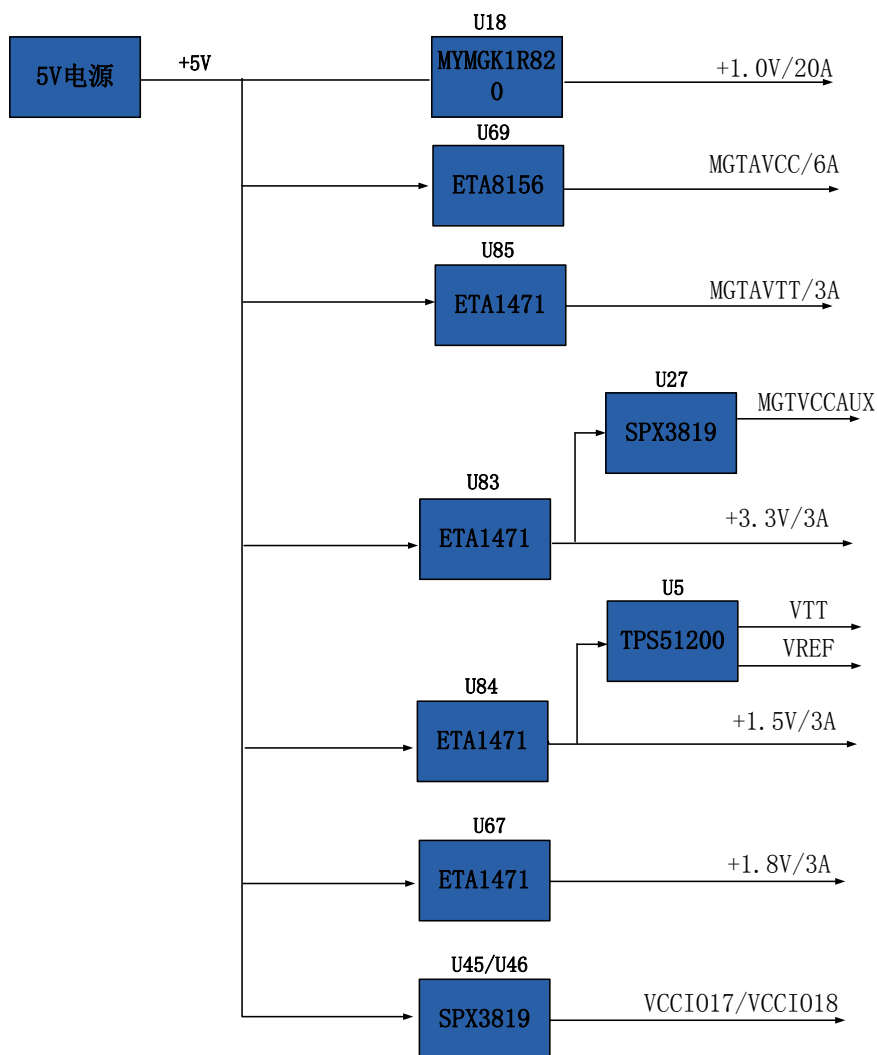 U18
5V电源
+5V
MYMGK1R82
0
+1.0V/20A
U69
ETA8156
MGTAVCC/6A
U85
ETA1471
MGTAVTT/3A
U27
SPX3819
MGTVCCAUX
U83
ETA1471
+3.3V/3A
U5
TPS51200
VTT
VREF
U84
ETA1471
+1.5V/3A
U67
ETA1471
+1.8V/3A
U45/U46
SPX3819
VCCIO17/VCCIO18